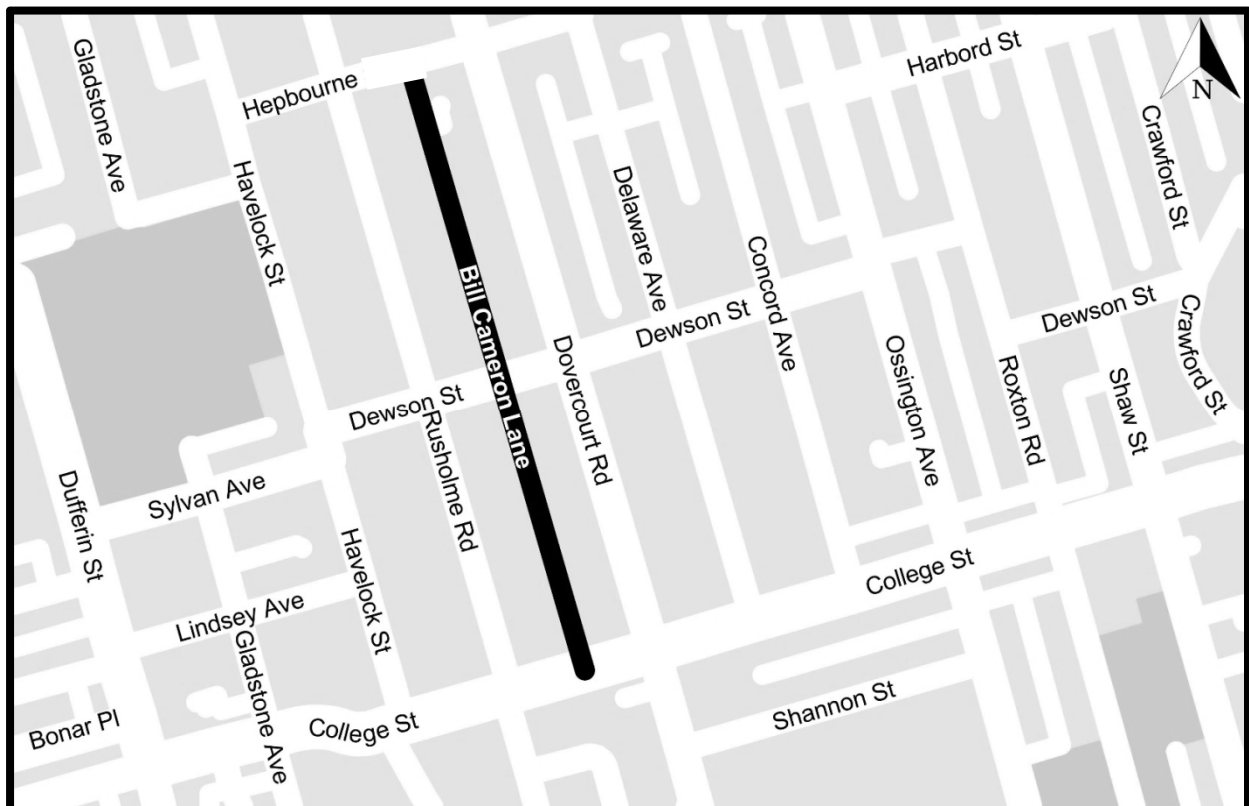 Gladstone Ave
Hepbourne
Harbord St
N
Crawford St
Havelock St
Delaware Ave
Concord Ave
Bill Cameron Lane
Dewson St
Dewson St
Crawford St
Dovercourt Rd
Ossington Ave
Roxton Rd
Shaw St
Dewson St
Rusholme Rd
Sylvan Ave
Dufferin St
Havelock St
College St
Lindsey Ave
Gladstone Ave
Shannon St
Bonar Pl
College St